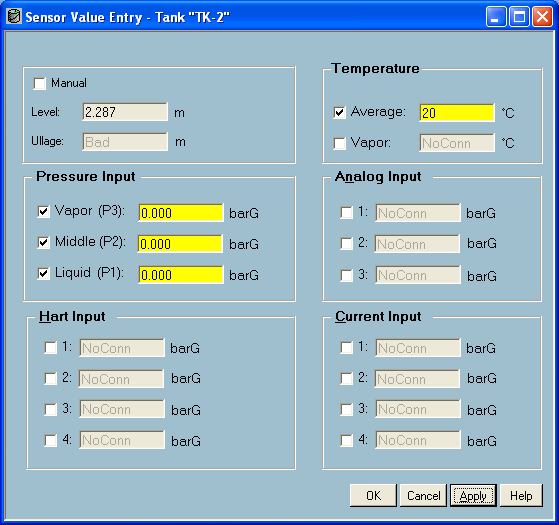 Sensor Value Entry - Tank "TK-2"
Manual
Level: 2.287 m
Ullage: Bad m
Temperature
Average: 20 °C
Vapor: NoConn °C
Pressure Input
Vapor (P3): 0.000 barG
Middle (P2): 0.000 barG
Liquid (P1): 0.000 barG
Analog Input
1: NoConn barG
2: NoConn barG
3: NoConn barG
Hart Input
1: NoConn barG
2: NoConn barG
3: NoConn barG
4: NoConn barG
Current Input
1: NoConn barG
2: NoConn barG
3: NoConn barG
4: NoConn barG
OK Cancel Apply Help